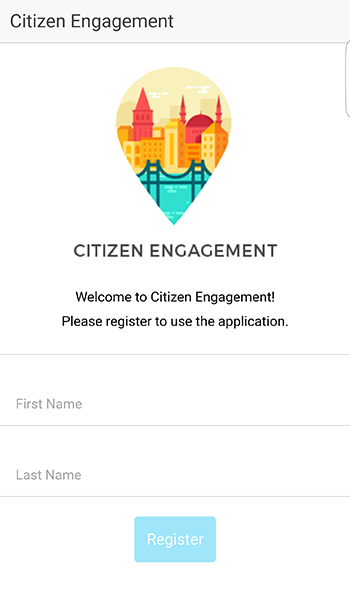 Citizen Engagement
CITIZEN ENGAGEMENT
Welcome to Citizen Engagement!
Please register to use the application.
First Name
Last Name
Register